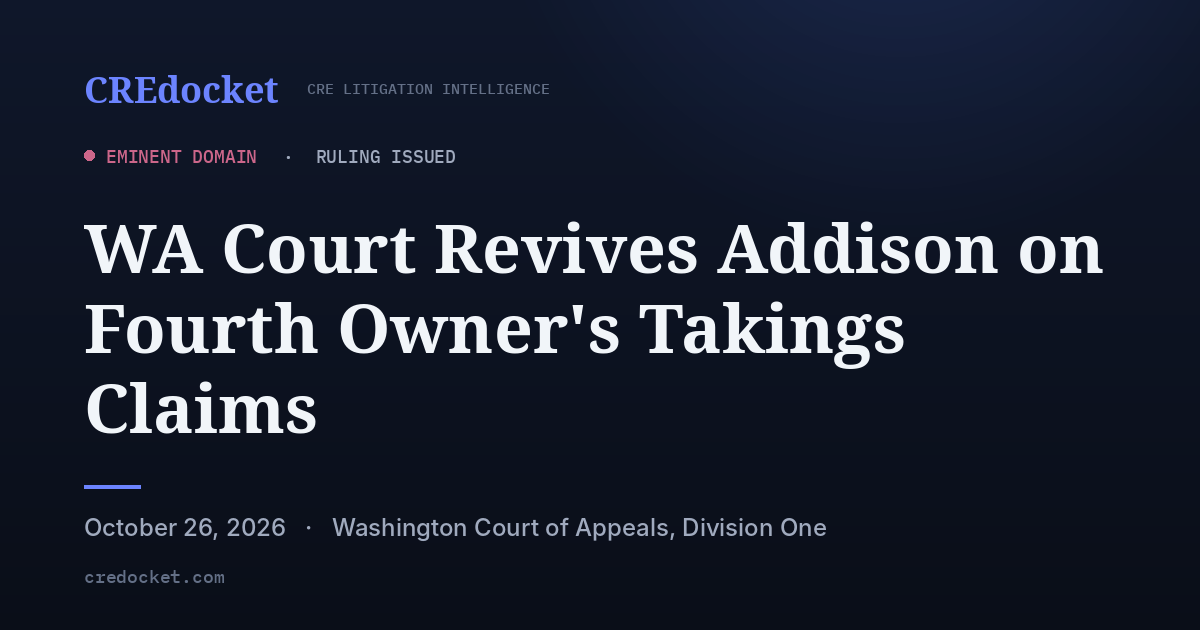 CREdocket CRE LITIGATION INTELLIGENCE
EMINENT DOMAIN · RULING ISSUED
WA Court Revives Addison on
Fourth Owner's Takings
Claims
October 26, 2026 · Washington Court of Appeals, Division One
credocket.com